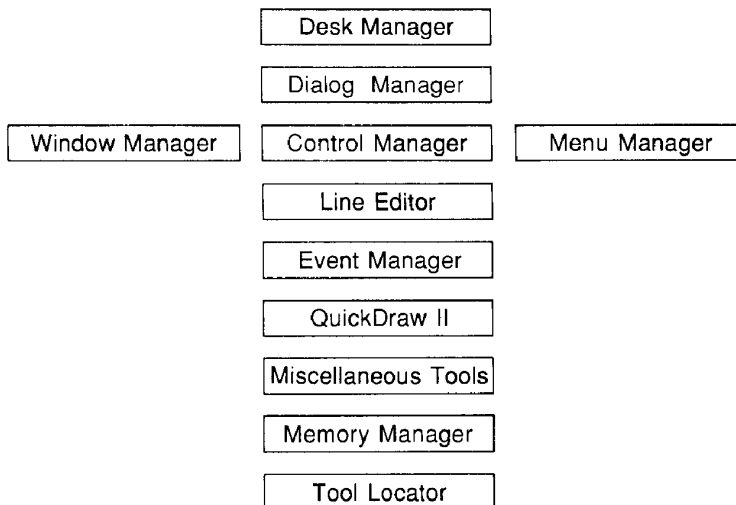 Desk Manager
Dialog Manager
Window Manager
Control Manager
Menu Manager
Line Editor
Event Manager
QuickDraw II
Miscellaneous Tools
Memory Manager
Tool Locator